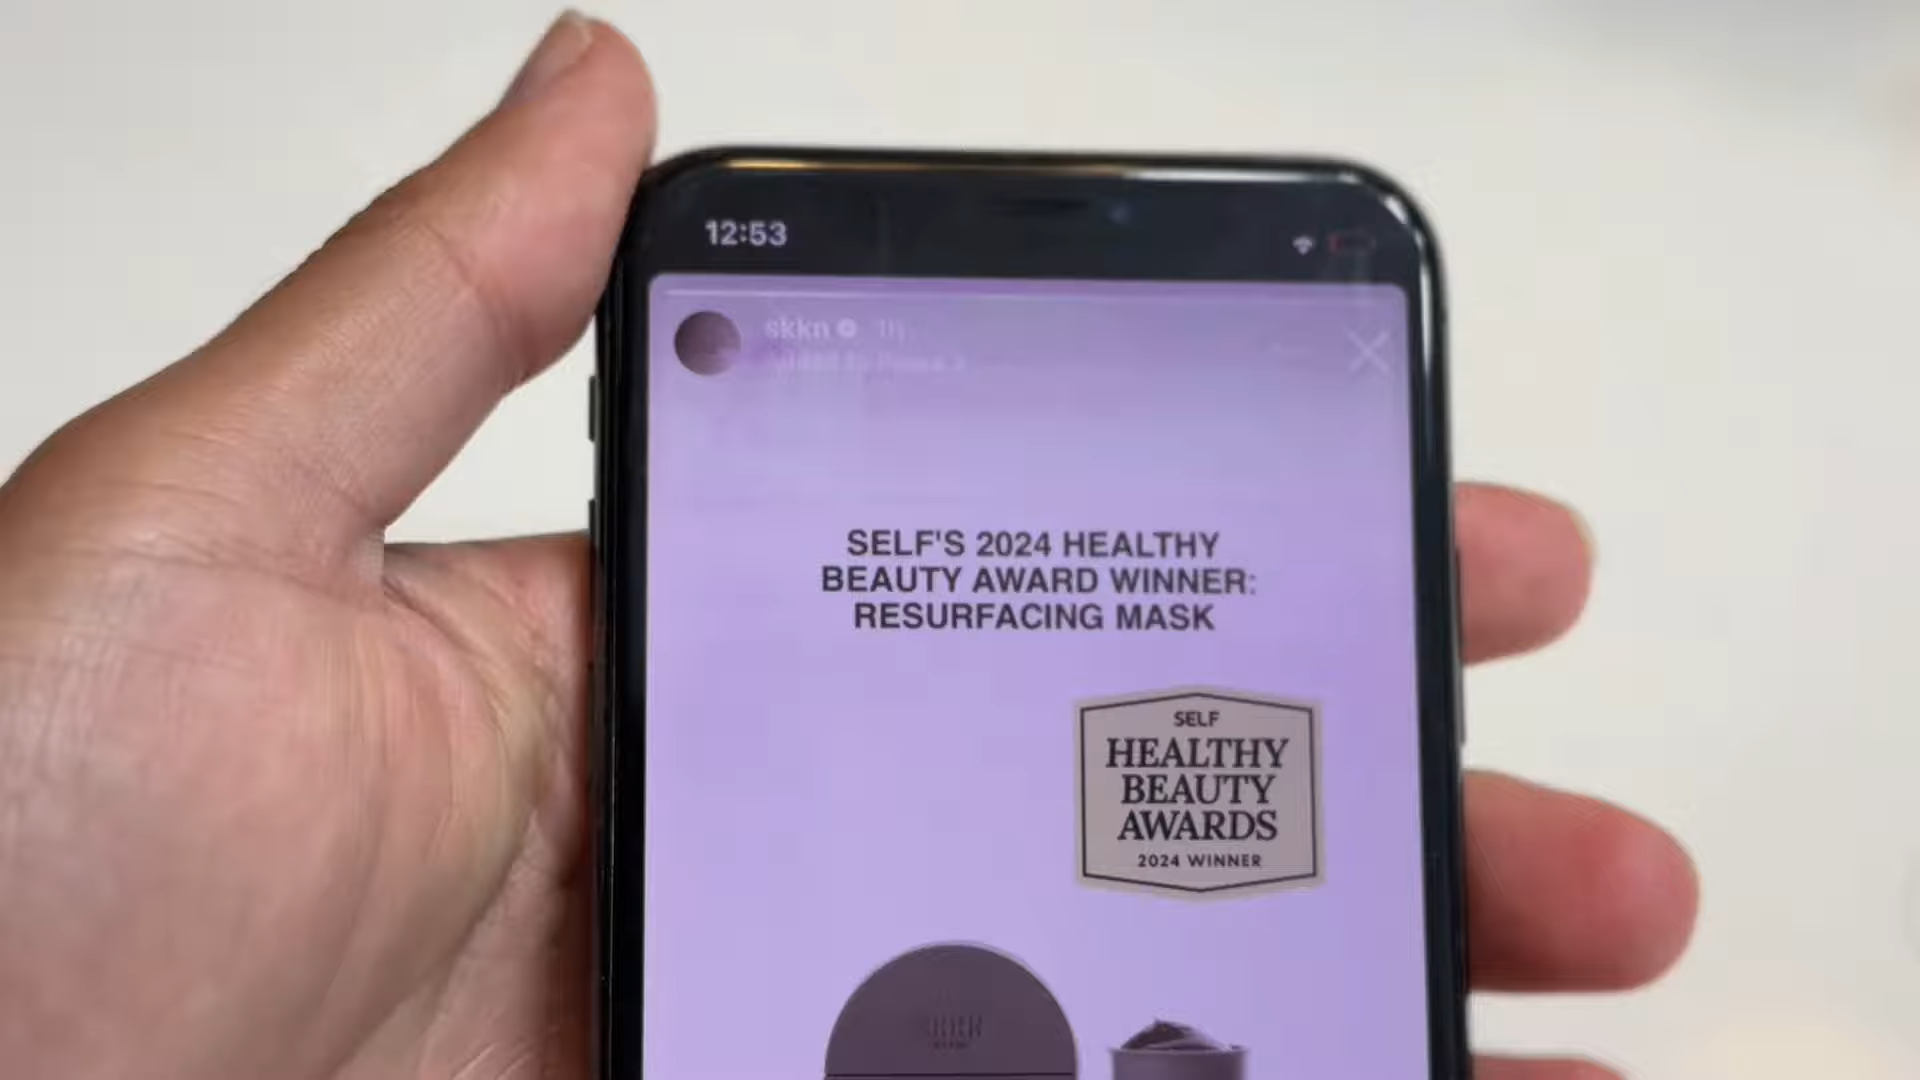 12:53
skkn
SELF'S 2024 HEALTHY
BEAUTY AWARD WINNER:
RESURFACING MASK
SELF
HEALTHY
BEAUTY
AWARDS
2024 WINNER